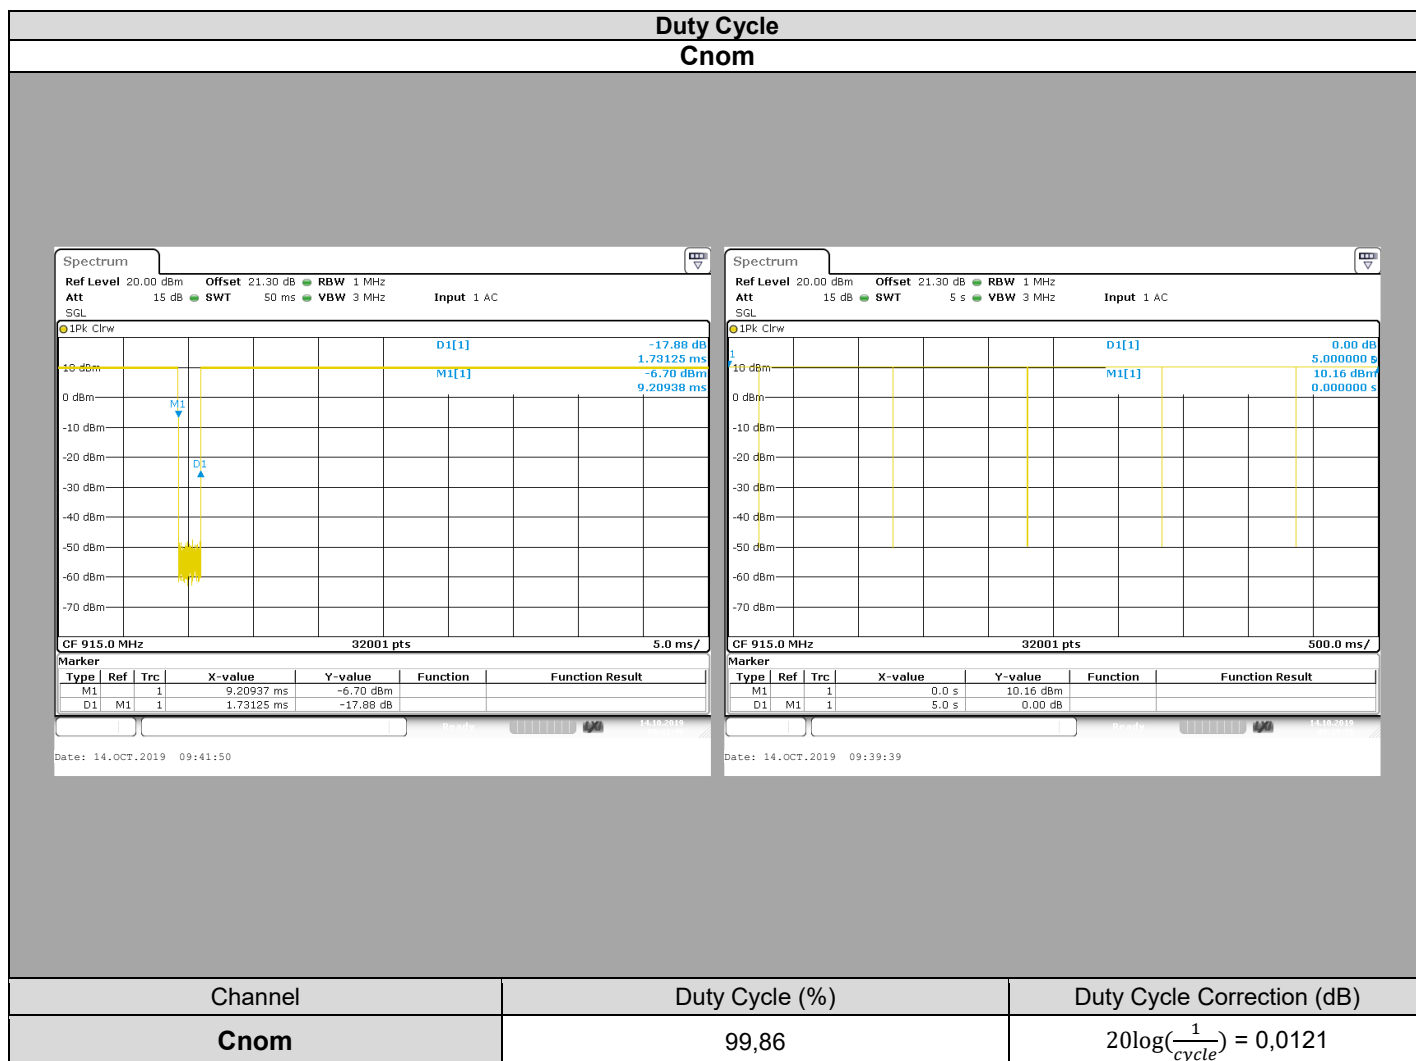 Duty Cycle
Cnom
Spectrum
Ref Level 20.00 dBm Offset 21.30 dB RBW 1 MHz
Att 15 dB SWT 50 ms VBW 3 MHz Input 1 AC
SGL
1Pk Clrw
D1[1] -17.88 dB
1.73125 ms
10 dBm M1[1] -6.70 dBm
9.20938 ms
0 dBm
M1
-10 dBm
-20 dBm
D1
-30 dBm
-40 dBm
-50 dBm
-60 dBm
-70 dBm
CF 915.0 MHz 32001 pts 5.0 ms/
Marker
Type Ref Trc X-value Y-value Function Function Result
M1 1 9.20937 ms -6.70 dBm
D1 M1 1 1.73125 ms -17.88 dB
Ready 14.10.2019
Date: 14.OCT.2019 09:41:50
Spectrum
Ref Level 20.00 dBm Offset 21.30 dB RBW 1 MHz
Att 15 dB SWT 5 s VBW 3 MHz Input 1 AC
SGL
1Pk Clrw
D1[1] 0.00 dB
1 5.000000 s
10 dBm M1[1] 10.16 dBm
0.000000 s
0 dBm
-10 dBm
-20 dBm
-30 dBm
-40 dBm
-50 dBm
-60 dBm
-70 dBm
CF 915.0 MHz 32001 pts 500.0 ms/
Marker
Type Ref Trc X-value Y-value Function Function Result
M1 1 0.0 s 10.16 dBm
D1 M1 1 5.0 s 0.00 dB
Ready 14.10.2019
Date: 14.OCT.2019 09:39:39
Channel Duty Cycle (%) Duty Cycle Correction (dB)
Cnom 99,86 20log(1/cycle) = 0,0121